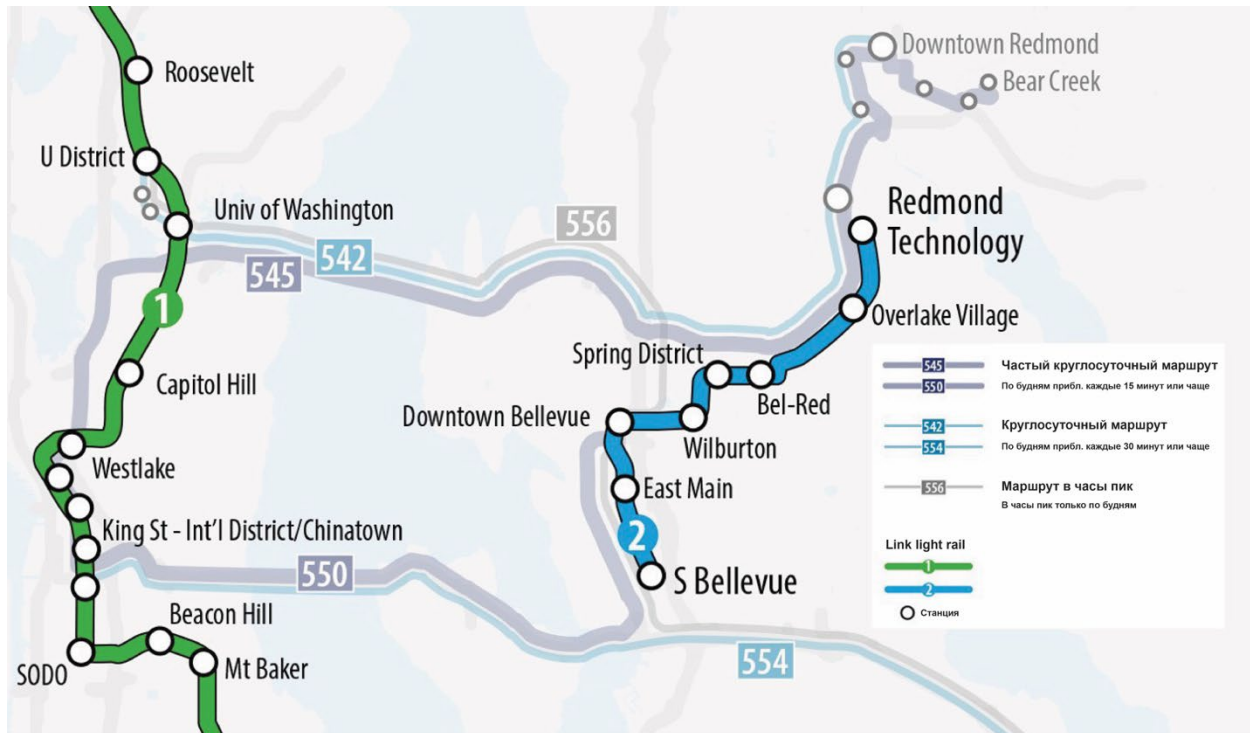 Downtown Redmond
Roosevelt
Bear Creek
U District
Univ of Washington
556
542
545
Redmond
Technology
1
Overlake Village
Spring District
Capitol Hill
Bel-Red
Downtown Bellevue
Wilburton
Westlake
East Main
King St - Int'l District/Chinatown
2
550
S Bellevue
Beacon Hill
SODO
Mt Baker
554
545
Частый круглосуточный маршрут
550
По будням прибл. каждые 15 минут или чаще
542
Круглосуточный маршрут
554
По будням прибл. каждые 30 минут или чаще
556
Маршрут в часы пик
В часы пик только по будням
Link light rail
1
2
Станция